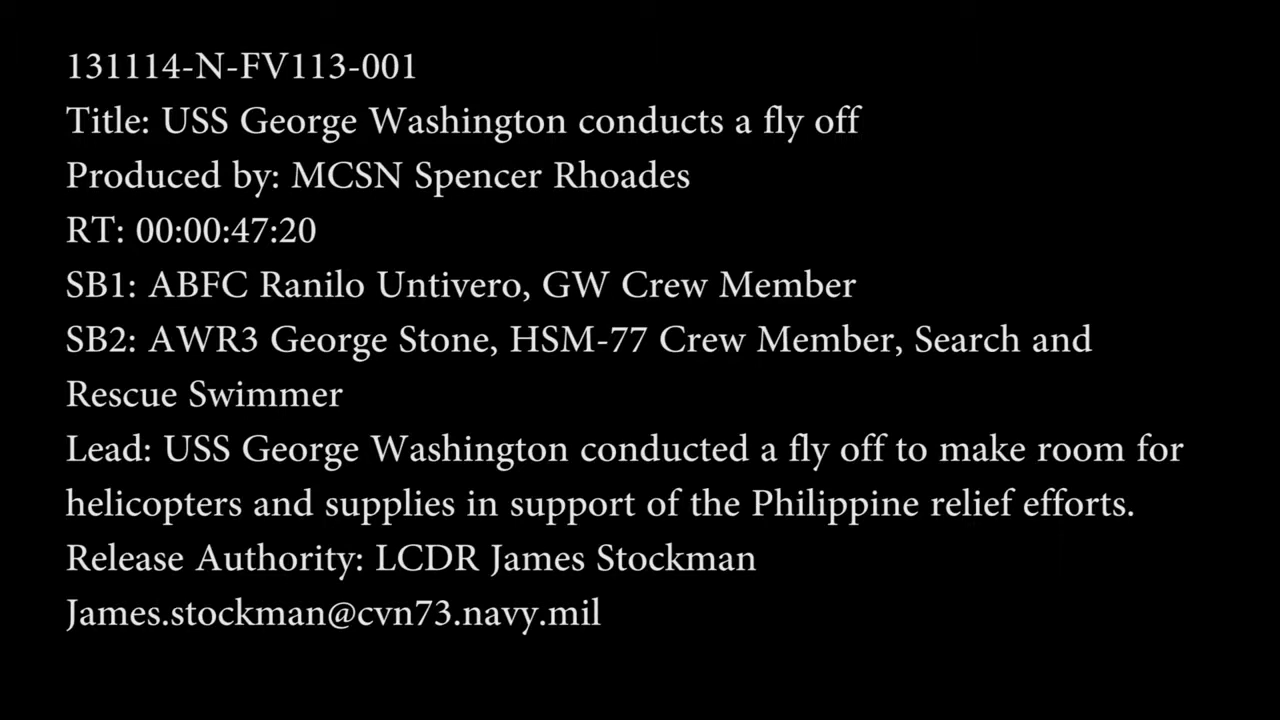 131114-N-FV113-001
Title: USS George Washington conducts a fly off
Produced by: MCSN Spencer Rhoades
RT: 00:00:47:20
SB1: ABFC Ranilo Untivero, GW Crew Member
SB2: AWR3 George Stone, HSM-77 Crew Member, Search and
Rescue Swimmer
Lead: USS George Washington conducted a fly off to make room for
helicopters and supplies in support of the Philippine relief efforts.
Release Authority: LCDR James Stockman
James.stockman@cvn73.navy.mil